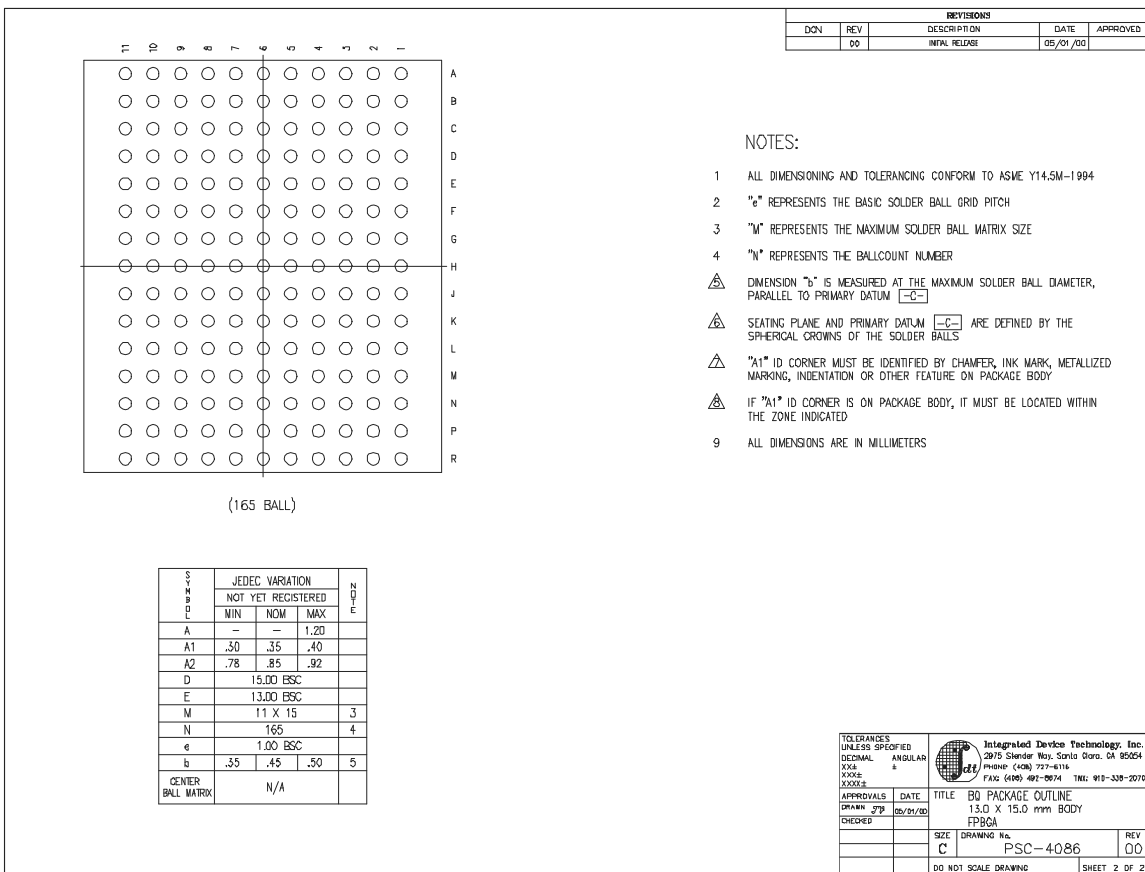 REVISIONS
DCN REV DESCRIPTION DATE APPROVED
00 INITIAL RELEASE 05/01/00
11 10 9 8 7 6 5 4 3 2 1
A
B
C
D
E
F
G
H
J
K
L
M
N
P
R
(165 BALL)
NOTES:
1 ALL DIMENSIONING AND TOLERANCING CONFORM TO ASME Y14.5M-1994
2 "e" REPRESENTS THE BASIC SOLDER BALL GRID PITCH
3 "M" REPRESENTS THE MAXIMUM SOLDER BALL MATRIX SIZE
4 "N" REPRESENTS THE BALLCOUNT NUMBER
5 DIMENSION "b" IS MEASURED AT THE MAXIMUM SOLDER BALL DIAMETER,
PARALLEL TO PRIMARY DATUM -C-
6 SEATING PLANE AND PRIMARY DATUM -C- ARE DEFINED BY THE
SPHERICAL CROWNS OF THE SOLDER BALLS
7 "A1" ID CORNER MUST BE IDENTIFIED BY CHAMFER, INK MARK, METALLIZED
MARKING, INDENTATION OR OTHER FEATURE ON PACKAGE BODY
8 IF "A1" ID CORNER IS ON PACKAGE BODY, IT MUST BE LOCATED WITHIN
THE ZONE INDICATED
9 ALL DIMENSIONS ARE IN MILLIMETERS
SYMBOL JEDEC VARIATION NOTE
NOT YET REGISTERED
MIN NOM MAX
A – – 1.20
A1 .30 .35 .40
A2 .78 .85 .92
D 15.00 BSC
E 13.00 BSC
M 11 X 15 3
N 165 4
e 1.00 BSC
b .35 .45 .50 5
CENTER
BALL MATRIX N/A
TOLERANCES
UNLESS SPECIFIED
DECIMAL ANGULAR
XX± ±
XXX±
XXXX±
idt
Integrated Device Technology, Inc.
2975 Stender Way, Santa Clara, CA 95054
PHONE: (408) 727-6116
FAX: (408) 492-8674 TWX: 910-338-2070
APPROVALS DATE
DRAWN 05/01/00
CHECKED
TITLE BQ PACKAGE OUTLINE
13.0 X 15.0 mm BODY
FPBGA
SIZE DRAWING No. REV
C PSC-4086 00
DO NOT SCALE DRAWING SHEET 2 OF 2